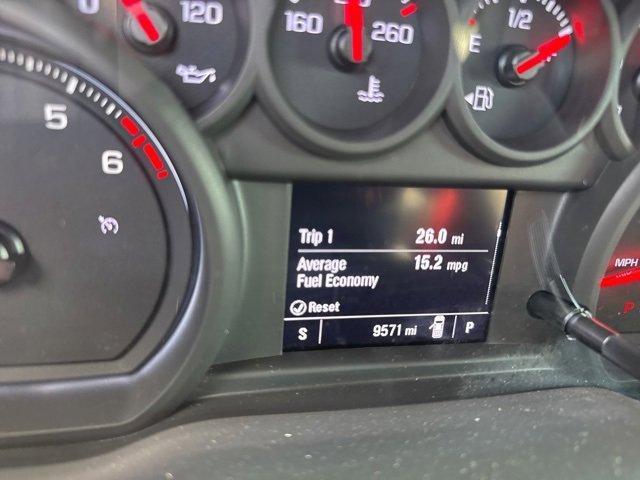 0 120
160 260
E 1/2
5
6
Trip 1 26.0 mi
Average 15.2 mpg
Fuel Economy
Reset
S 9571 mi P
MPH
P